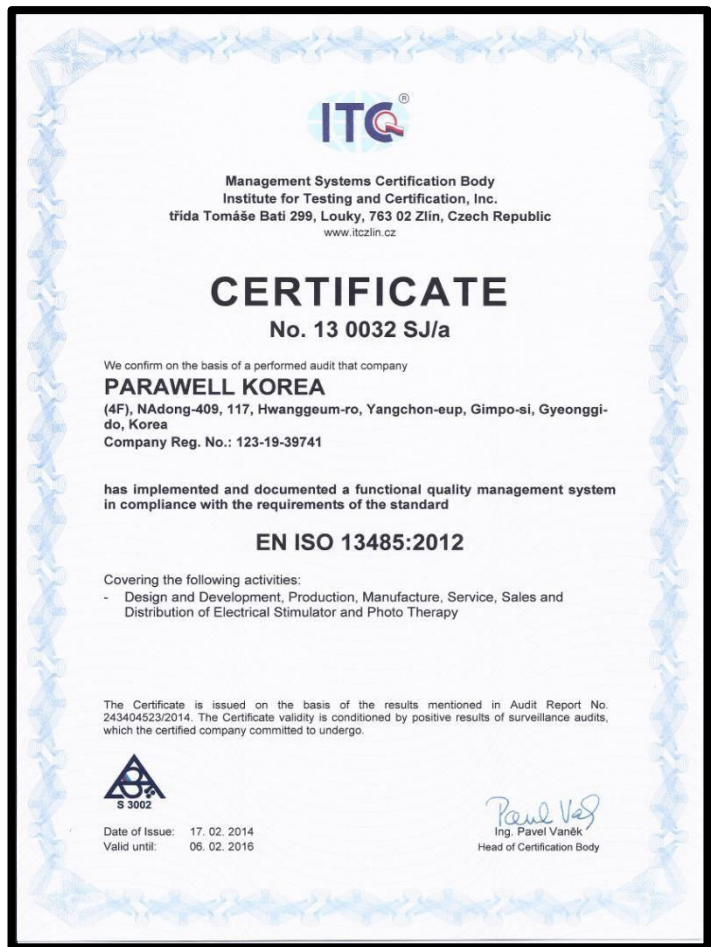 ITC ®
Management Systems Certification Body
Institute for Testing and Certification, Inc.
třída Tomáše Bati 299, Louky, 763 02 Zlín, Czech Republic
www.itczlin.cz
CERTIFICATE
No. 13 0032 SJ/a
We confirm on the basis of a performed audit that company
PARAWELL KOREA
(4F), NAdong-409, 117, Hwanggeum-ro, Yangchon-eup, Gimpo-si, Gyeonggi-
do, Korea
Company Reg. No.: 123-19-39741
has implemented and documented a functional quality management system
in compliance with the requirements of the standard
EN ISO 13485:2012
Covering the following activities:
- Design and Development, Production, Manufacture, Service, Sales and
Distribution of Electrical Stimulator and Photo Therapy
The Certificate is issued on the basis of the results mentioned in Audit Report No.
243404523/2014. The Certificate validity is conditioned by positive results of surveillance audits,
which the certified company committed to undergo.
S 3002
Date of Issue: 17. 02. 2014
Valid until: 06. 02. 2016
Ing. Pavel Vaněk
Head of Certification Body